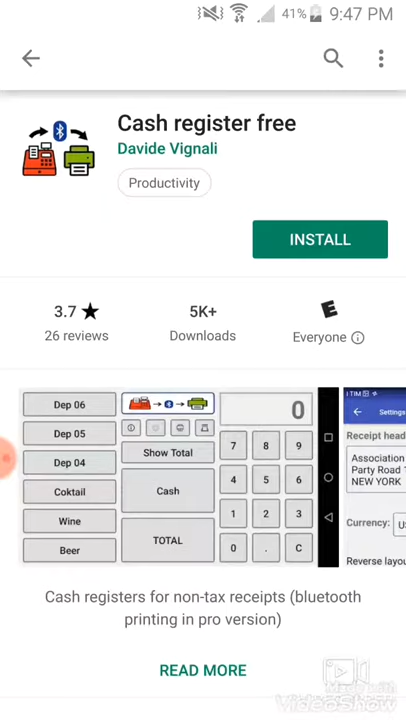 41% 9:47 PM
Cash register free
Davide Vignali
Productivity
INSTALL
3.7 ★ 5K+ E
26 reviews Downloads Everyone
Dep 06
Dep 05
Dep 04
Coktail
Wine
Beer
Show Total
Cash
TOTAL
0
7 8 9
4 5 6
1 2 3
0 . C
TIM
Settings
Receipt head
Association
Party Road
NEW YORK
Currency:
Reverse layou
Cash registers for non-tax receipts (bluetooth
printing in pro version)
READ MORE
Made with
VideoShow